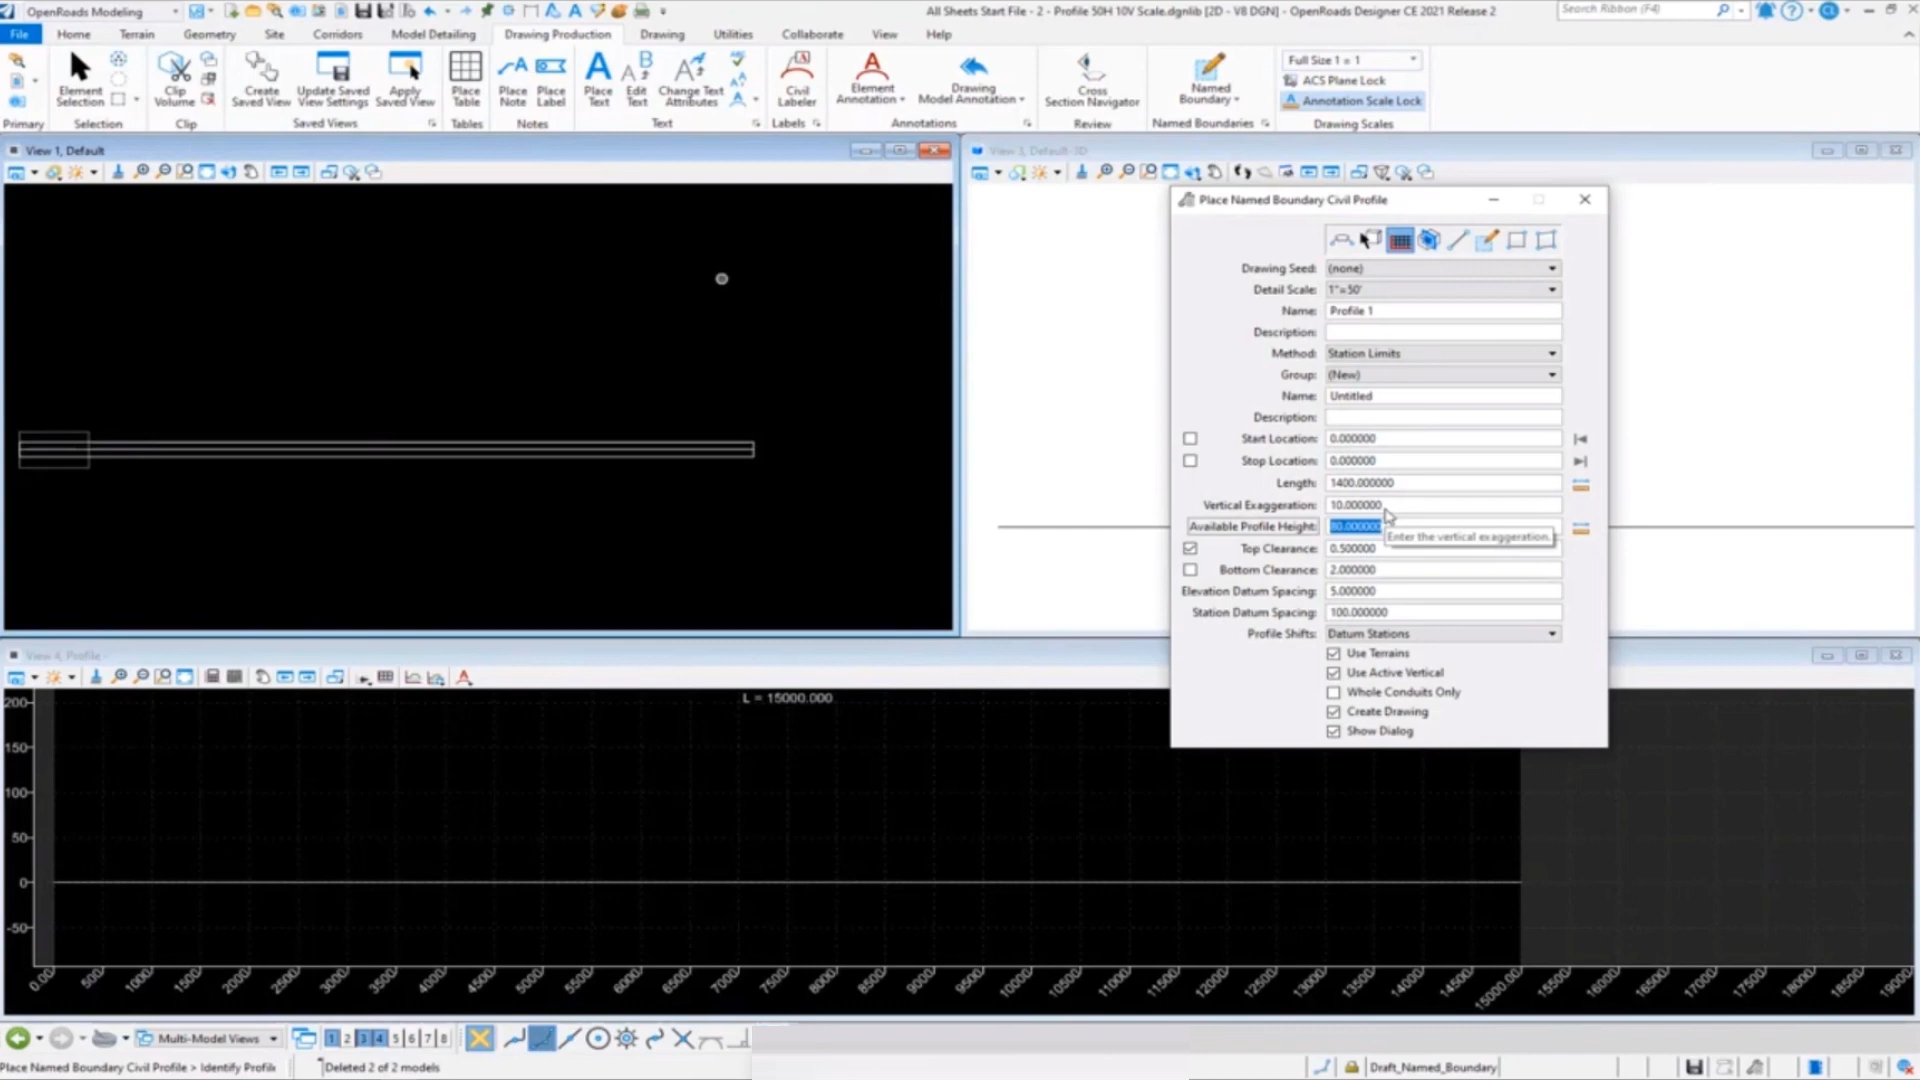 OpenRoads Modeling
All Sheets Start File - 2 - Profile 50H 10V Scale.dgnlib [2D - V8 DGN] - OpenRoads Designer CE 2021 Release 2
Search Ribbon (F4)
CL
File Home Terrain Geometry Site Corridors Model Detailing Drawing Production Drawing Utilities Collaborate View Help
Element Selection
Clip Volume
Create Saved View
Update Saved View Settings
Apply Saved View
Place Table
Place Note
Place Label
Place Text
Edit Text
Change Text Attributes
Civil Labeler
Element Annotation
Drawing Model Annotation
Cross Section Navigator
Named Boundary
Full Size 1 = 1
ACS Plane Lock
Annotation Scale Lock
Primary Selection Clip Saved Views Tables Notes Text Labels Annotations Review Named Boundaries Drawing Scales
View 1, Default
View 3, Default-3D
Place Named Boundary Civil Profile
Drawing Seed: (none)
Detail Scale: 1"=50'
Name: Profile 1
Description:
Method: Station Limits
Group: (New)
Name: Untitled
Description:
Start Location: 0.000000
Stop Location: 0.000000
Length: 1400.000000
Vertical Exaggeration: 10.000000
Available Profile Height: 80.000000
Enter the vertical exaggeration.
Top Clearance: 0.500000
Bottom Clearance: 2.000000
Elevation Datum Spacing: 5.000000
Station Datum Spacing: 100.000000
Profile Shifts: Datum Stations
Use Terrains
Use Active Vertical
Whole Conduits Only
Create Drawing
Show Dialog
View 4, Profile -
L = 15000.000
200
150
100
50
0
-50
0.00 500 1000 1500 2000 2500 3000 3500 4000 4500 5000 5500 6000 6500 7000 7500 8000 8500 9000 9500 10000 10500 11000 11500 12000 12500 13000 13500 14000 14500 15000.00 15500 16000 16500 17000 17500 18000 18500 19000
Multi-Model Views 1 2 3 4 5 6 7 8
Place Named Boundary Civil Profile > Identify Profile
Deleted 2 of 2 models
Draft_Named_Boundary